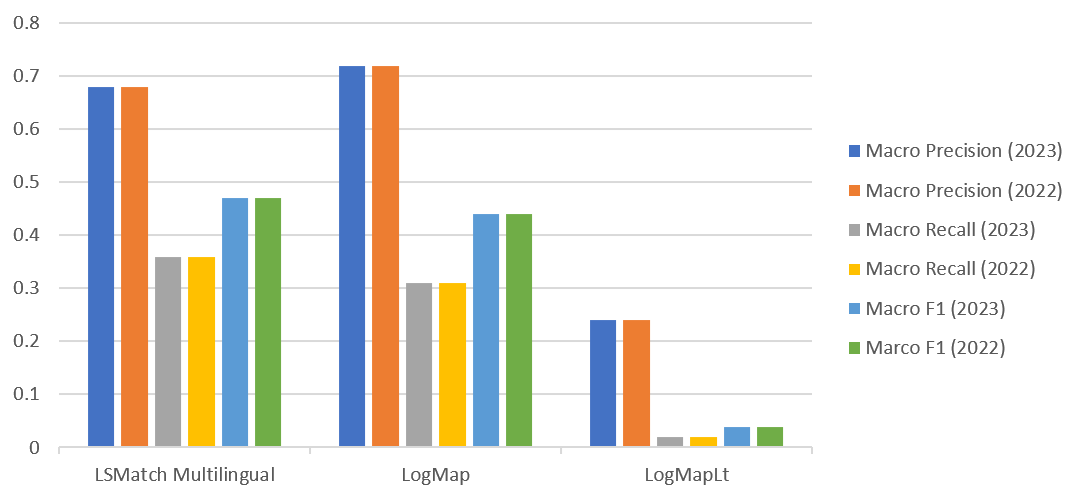 0.8
0.7
0.6
0.5
0.4
0.3
0.2
0.1
0
LSMatch Multilingual
LogMap
LogMapLt
Macro Precision (2023)
Macro Precision (2022)
Macro Recall (2023)
Macro Recall (2022)
Macro F1 (2023)
Marco F1 (2022)